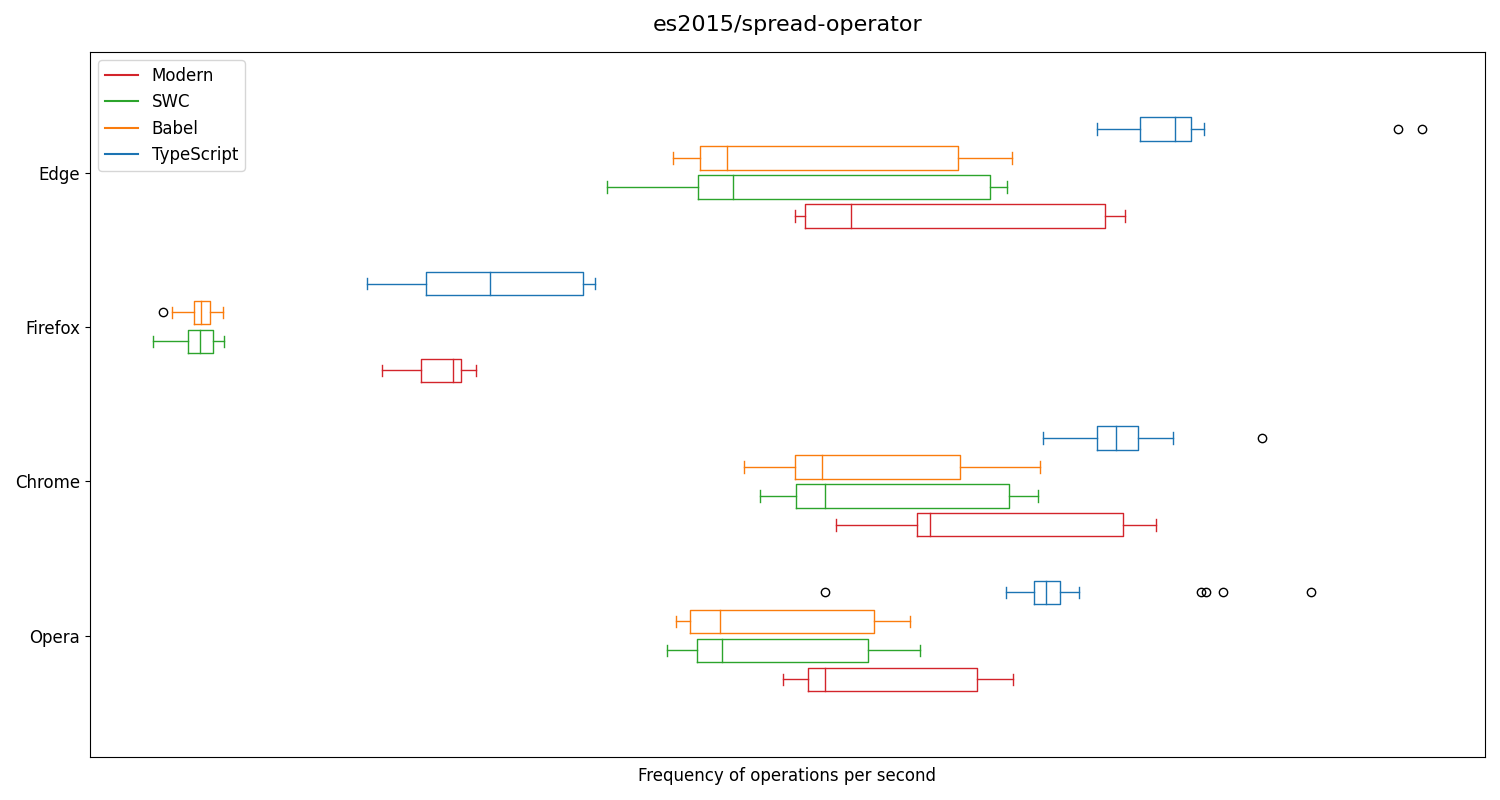 es2015/spread-operator
Modern
SWC
Babel
TypeScript
Edge
Firefox
Chrome
Opera
Frequency of operations per second